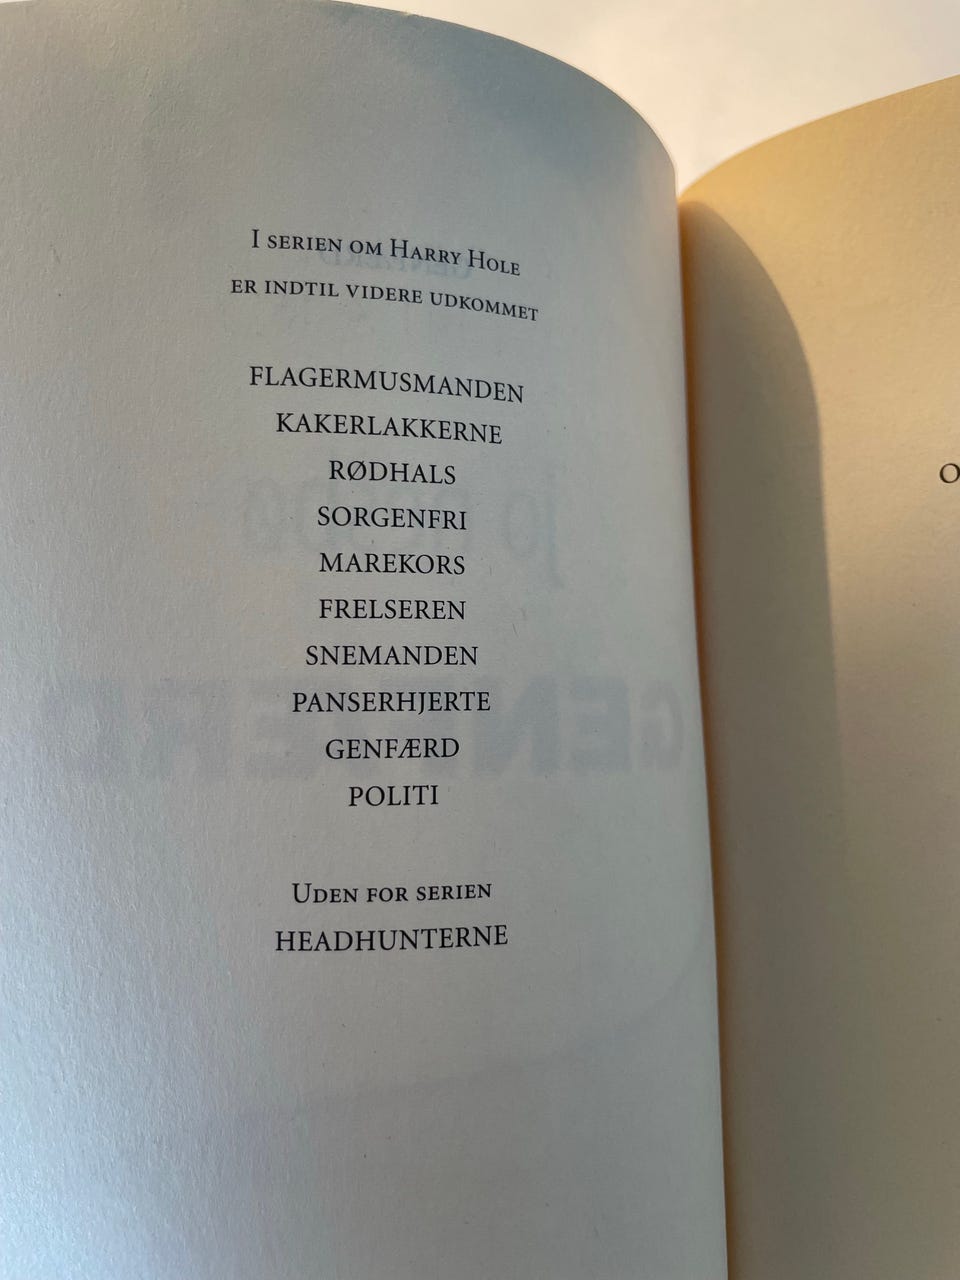 I serien om Harry Hole
er indtil videre udkommet
FLAGERMUSMANDEN
KAKERLAKKERNE
RØDHALS
SORGENFRI
MAREKORS
FRELSEREN
SNEMANDEN
PANSERHJERTE
GENFÆRD
POLITI
Uden for serien
HEADHUNTERNE